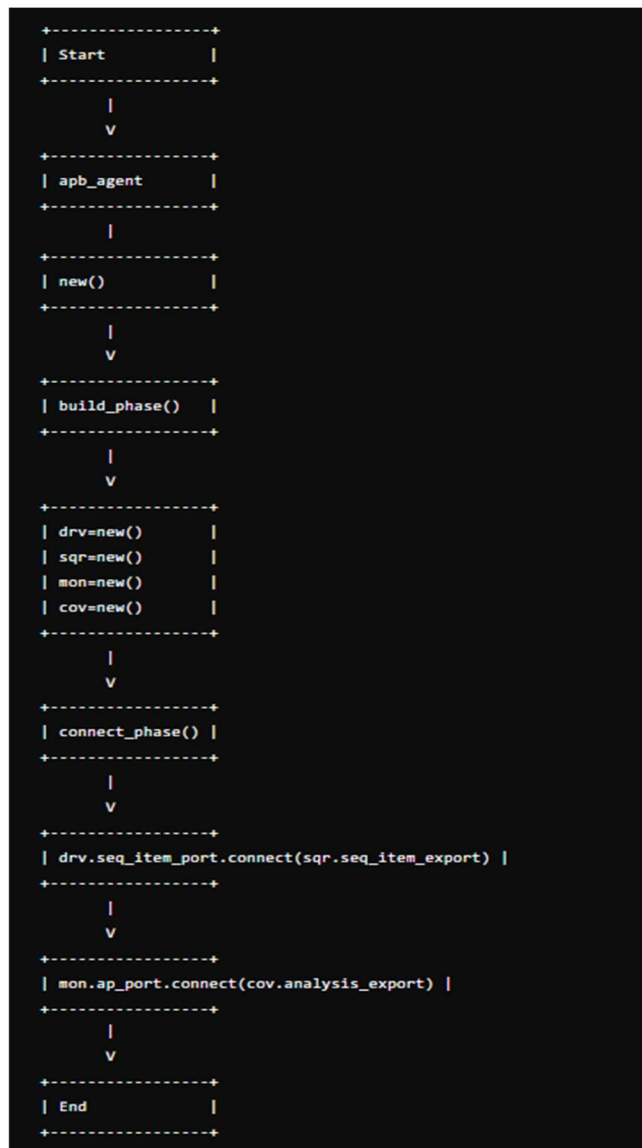 +-----------------+
| Start           |
+-----------------+
        |
        v
+-----------------+
| apb_agent       |
+-----------------+
        |
+-----------------+
| new()           |
+-----------------+
        |
        v
+-----------------+
| build_phase()   |
+-----------------+
        |
        v
+-----------------+
| drv=new()       |
| sqr=new()       |
| mon=new()       |
| cov=new()       |
+-----------------+
        |
        v
+-----------------+
| connect_phase() |
+-----------------+
        |
        v
+-----------------+
| drv.seq_item_port.connect(sqr.seq_item_export) |
+-----------------+
        |
        v
+-----------------+
| mon.ap_port.connect(cov.analysis_export) |
+-----------------+
        |
        v
+-----------------+
| End             |
+-----------------+